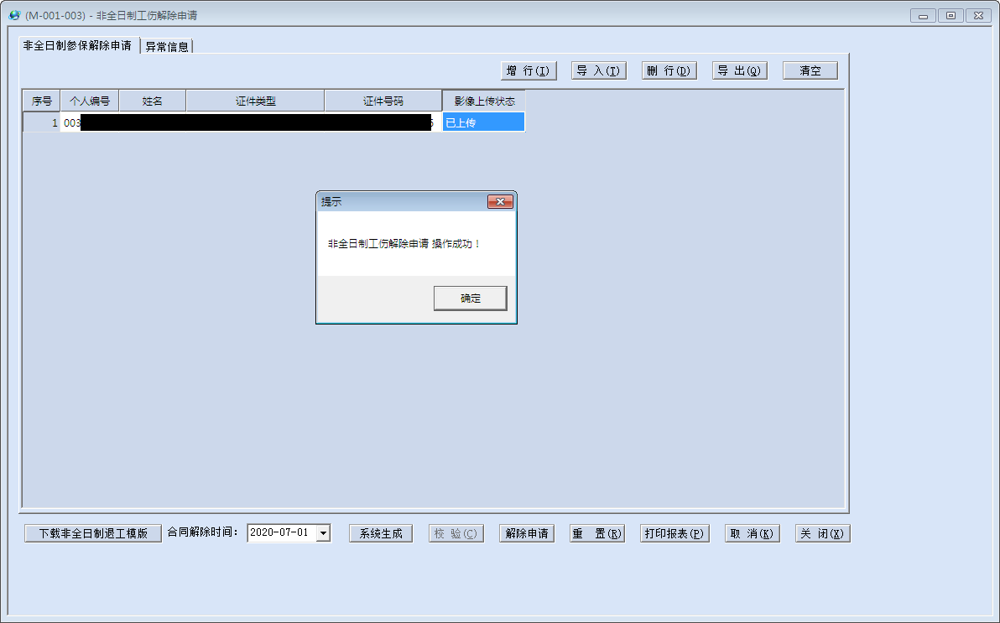 (M-001-003) - 非全日制工伤解除申请
非全日制参保解除申请 异常信息
增 行(I) 导 入(T) 删 行(D) 导 出(Q) 清空
序号 个人编号 姓名 证件类型 证件号码 影像上传状态
1 003 已上传
提示
非全日制工伤解除申请 操作成功！
确定
下载非全日制退工模版 合同解除时间： 2020-07-01 系统生成 校 验(C) 解除申请 重 置(R) 打印报表(P) 取 消(K) 关 闭(X)